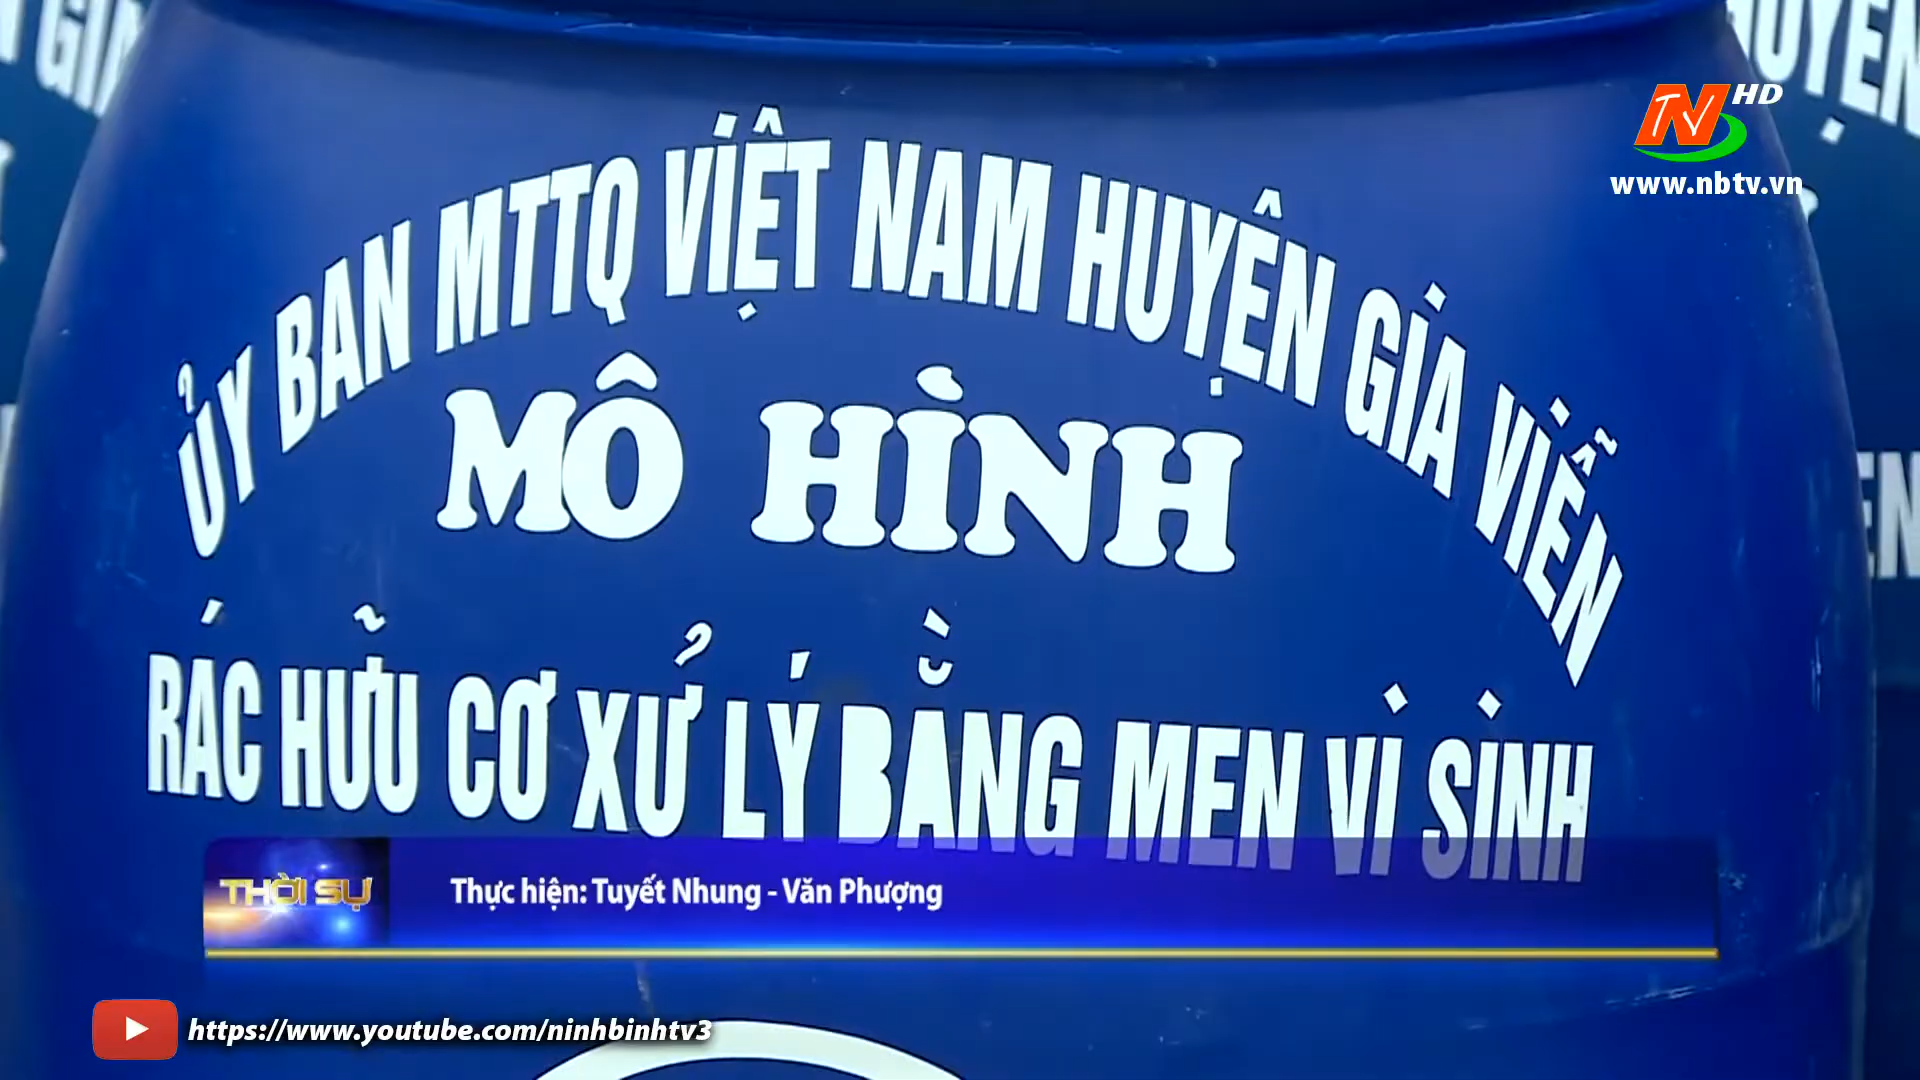 HD
NTV
www.nbtv.vn
ỦY BAN MTTQ VIỆT NAM HUYỆN GIA VIỄN
MÔ HÌNH
RÁC HỮU CƠ XỬ LÝ BẰNG MEN VI SINH
THỜI SỰ
Thực hiện: Tuyết Nhung - Văn Phượng
https://www.youtube.com/ninhbinhtv3